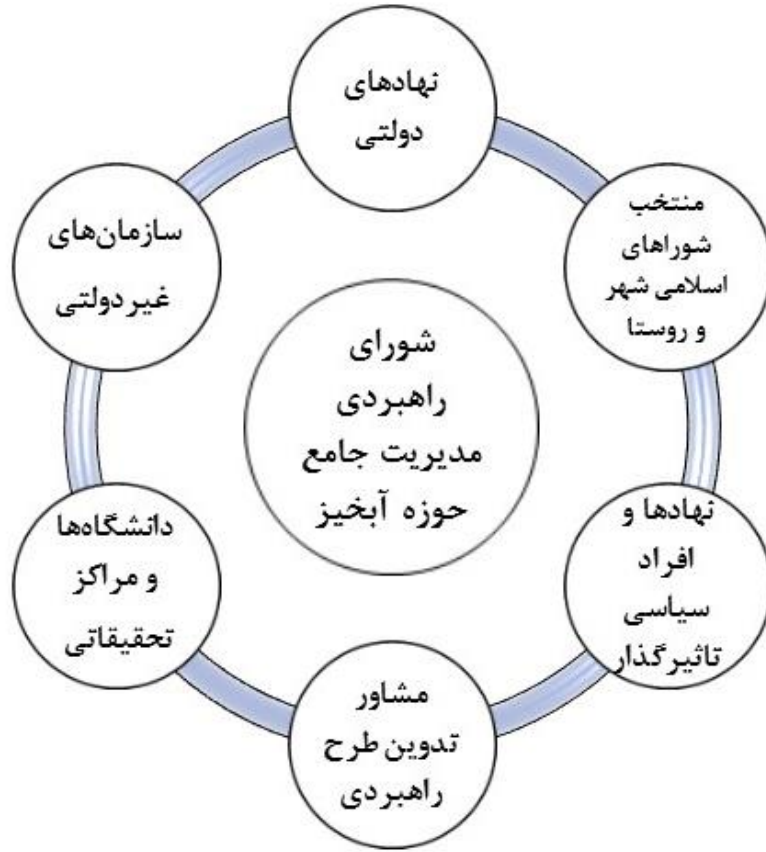 نهادهای
دولتی
منتخب
شوراهای
اسلامی شهر
و روستا
نهادها و
افراد
سیاسی
تاثیرگذار
مشاور
تدوین طرح
راهبردی
دانشگاه‌ها
و مراکز
تحقیقاتی
سازمان‌های
غیردولتی
شورای
راهبردی
مدیریت جامع
حوزه آبخیز